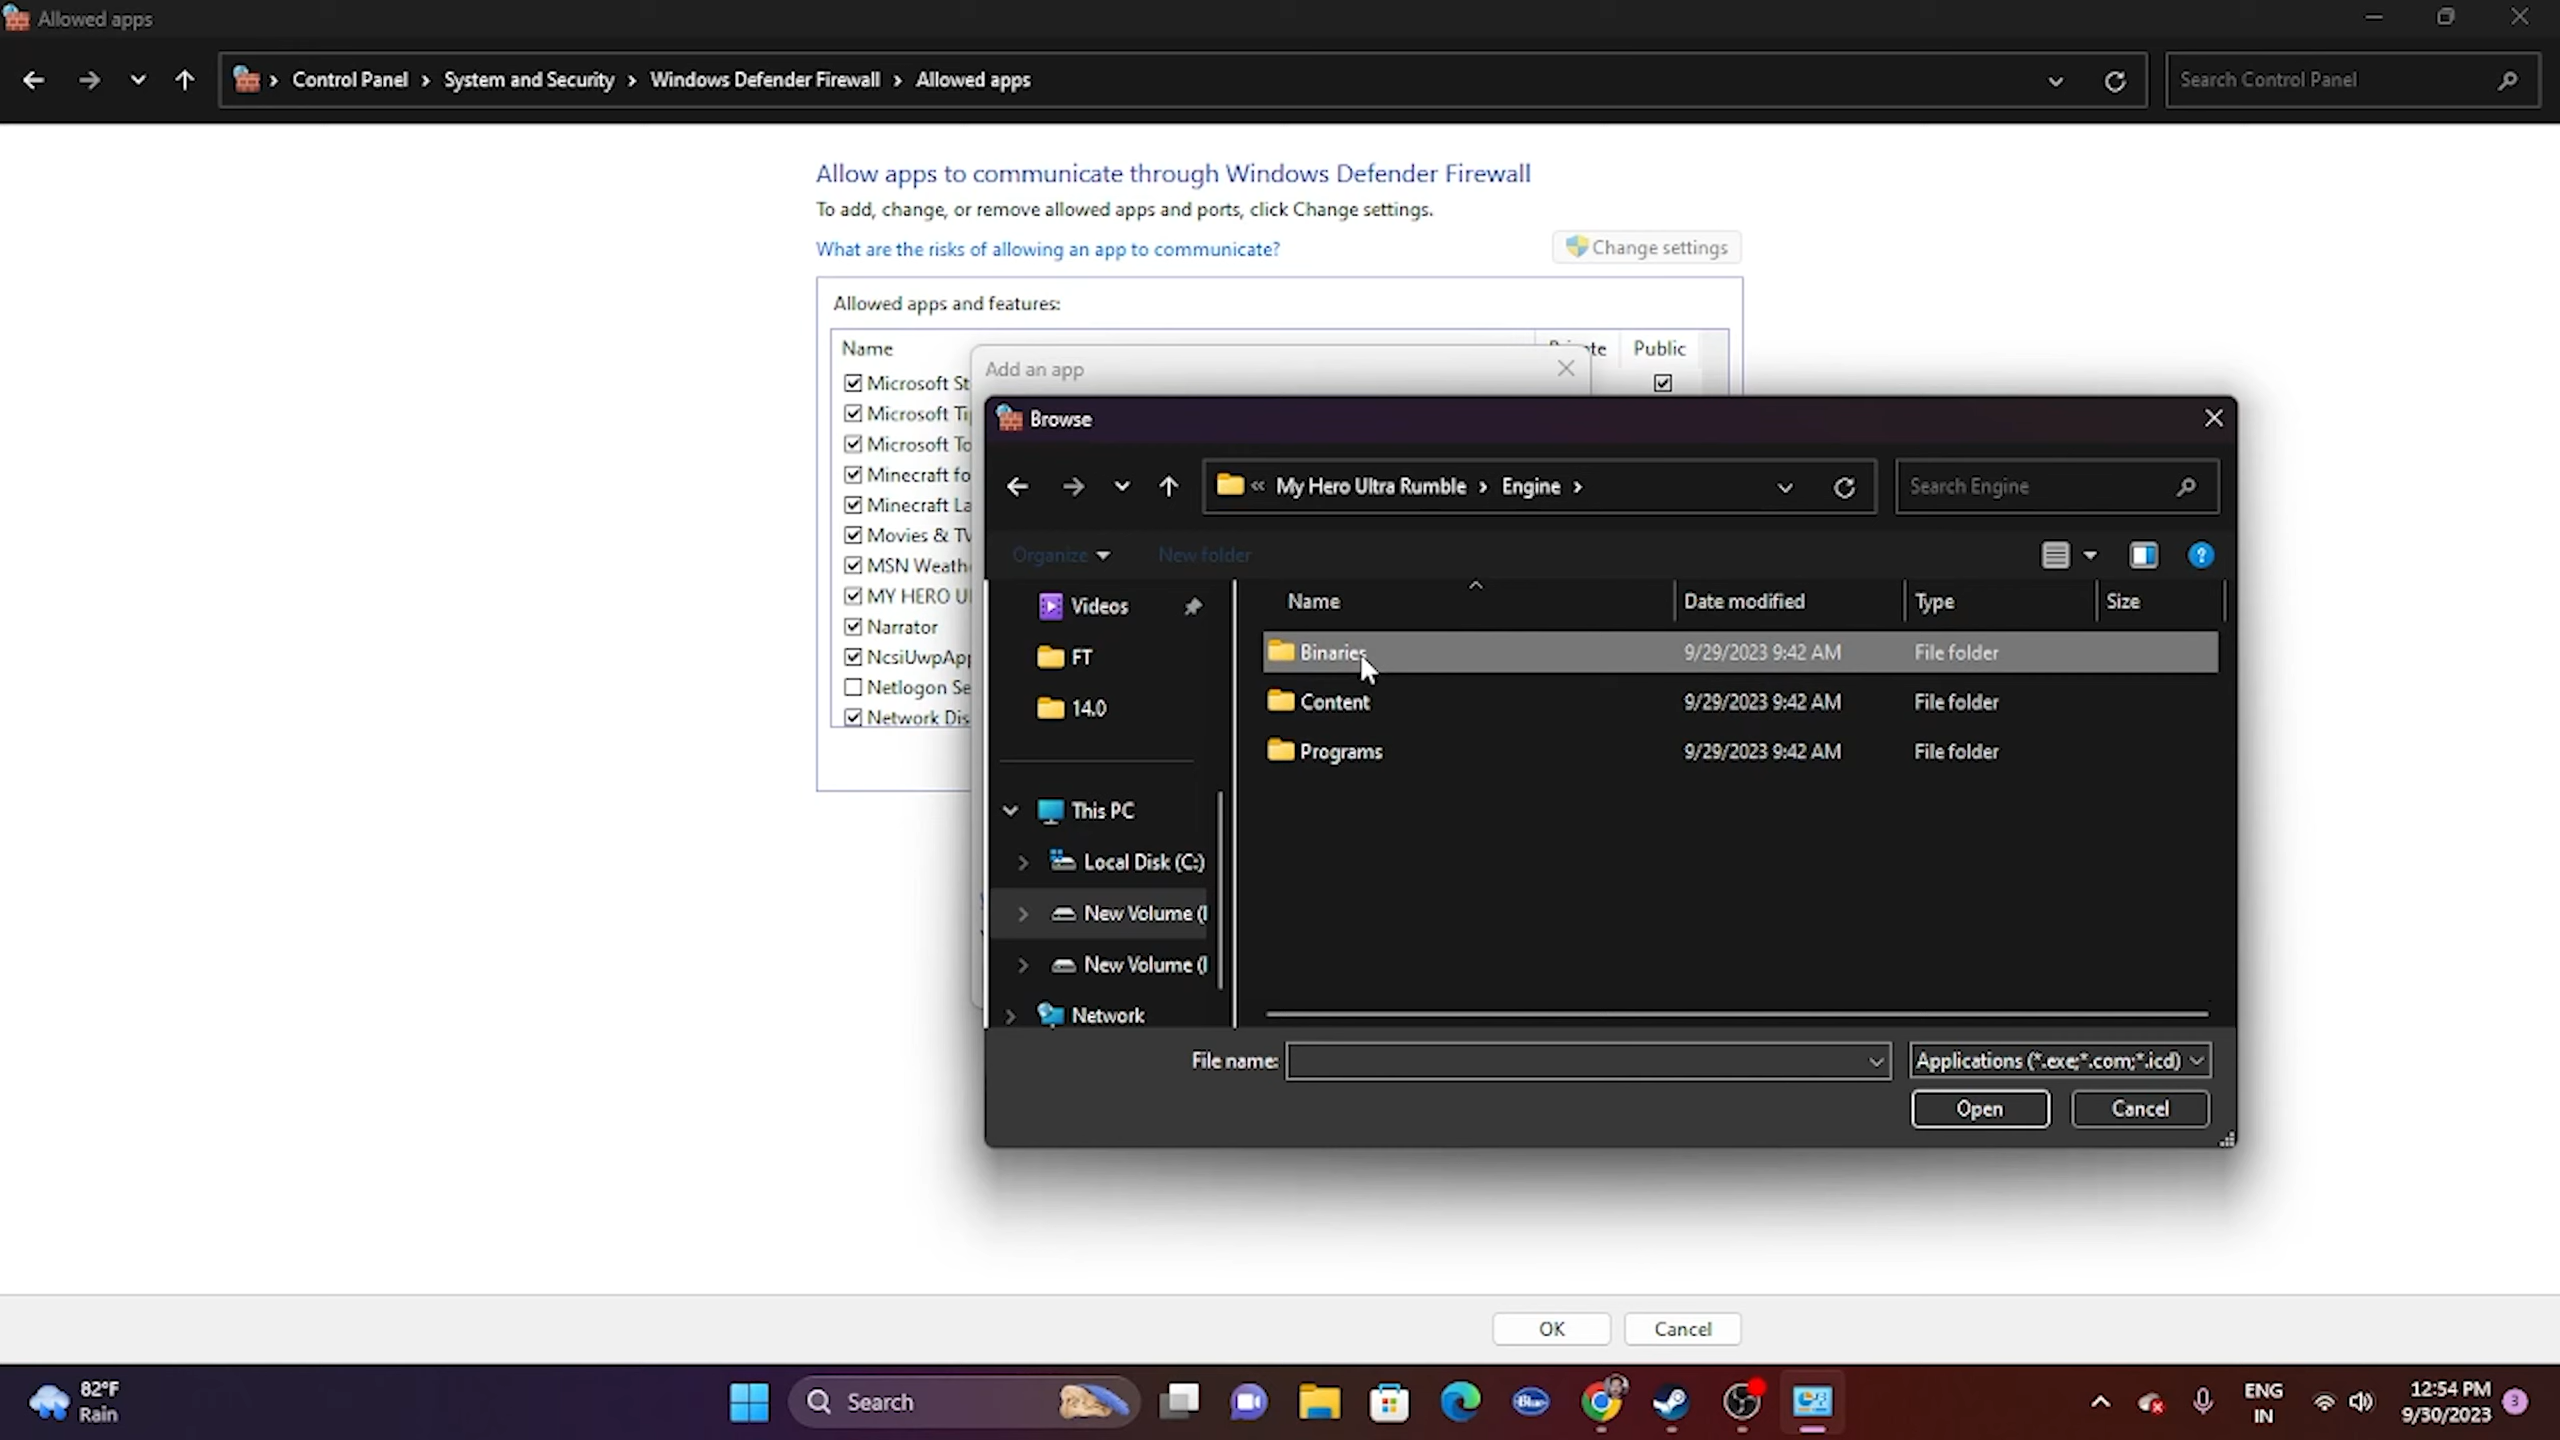 Allowed apps
Control Panel > System and Security > Windows Defender Firewall > Allowed apps
Search Control Panel
Allow apps to communicate through Windows Defender Firewall
To add, change, or remove allowed apps and ports, click Change settings.
What are the risks of allowing an app to communicate?
Change settings
Allowed apps and features:
Name
Public
Add an app
Microsoft St
Microsoft Ti
Microsoft To
Minecraft fo
Minecraft La
Movies & TV
MSN Weath
MY HERO U
Narrator
NcsiUwpApp
Netlogon Se
Network Dis
Browse
« My Hero Ultra Rumble > Engine >
Search Engine
Organize
New folder
Videos
FT
14.0
This PC
Local Disk (C:)
New Volume (
New Volume (
Network
Name Date modified Type Size
Binaries 9/29/2023 9:42 AM File folder
Content 9/29/2023 9:42 AM File folder
Programs 9/29/2023 9:42 AM File folder
File name:
Applications (*.exe;*.com;*.icd)
Open
Cancel
OK
Cancel
82°F
Rain
Search
Blue
ENG
IN
12:54 PM
9/30/2023
3